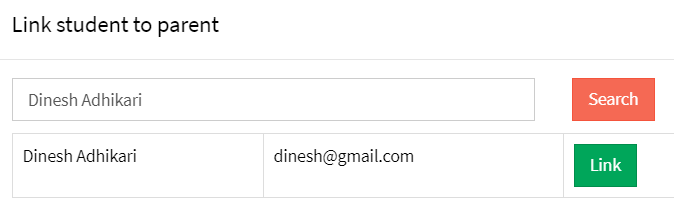 Link student to parent
Dinesh Adhikari
Search
Dinesh Adhikari
dinesh@gmail.com
Link